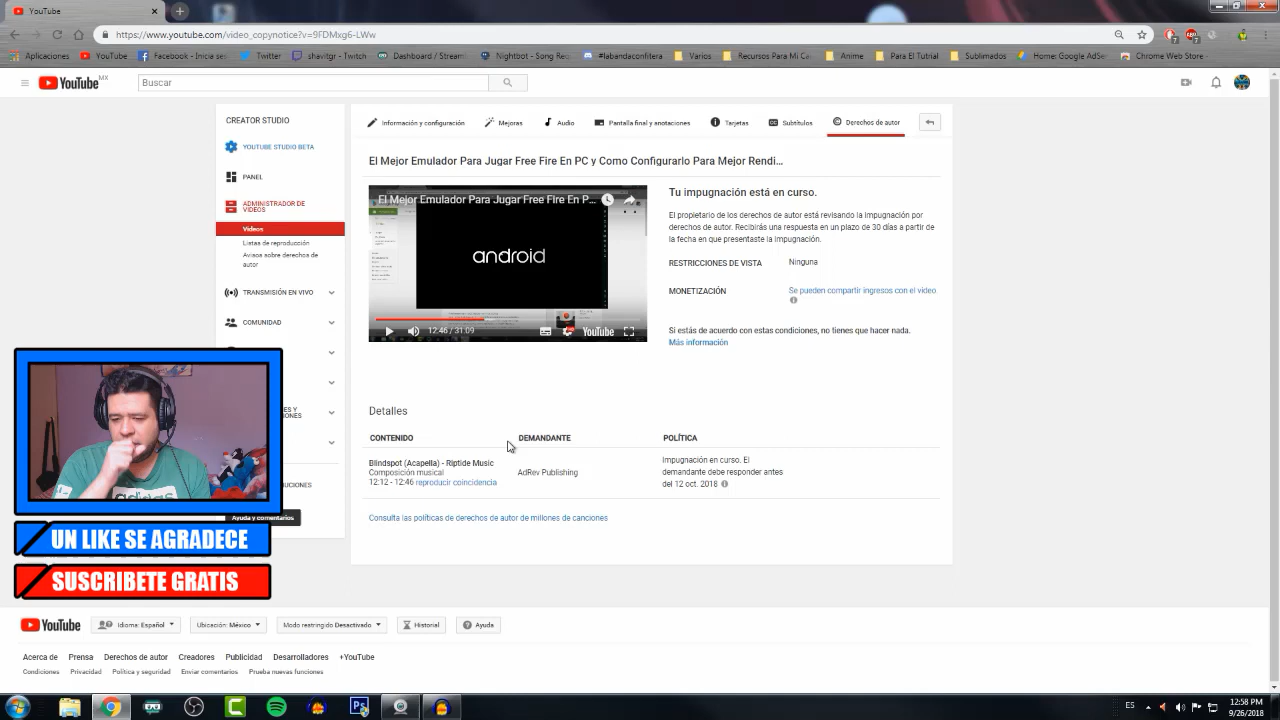 YouTube
https://www.youtube.com/video_copynotice?v=9FDMxg6-LWw
Aplicaciones
YouTube
Facebook - Inicia ses
Twitter
shavitgr - Twitch
Dashboard / Stream
Nightbot - Song Req
#labandaconfitera
Varios
Recursos Para Mi Ca
Anime
Para El Tutrial
Sublimados
Home: Google AdSen
Chrome Web Store -
YouTube MX
Buscar
CREATOR STUDIO
YOUTUBE STUDIO BETA
PANEL
ADMINISTRADOR DE
VIDEOS
Videos
Listas de reproducción
Avisos sobre derechos de
autor
TRANSMISIÓN EN VIVO
COMUNIDAD
Ayuda y comentarios
Información y configuración
Mejoras
Audio
Pantalla final y anotaciones
Tarjetas
Subtítulos
Derechos de autor
El Mejor Emulador Para Jugar Free Fire En PC y Como Configurarlo Para Mejor Rendi...
El Mejor Emulador Para Jugar Free Fire En P...
android
12:46 / 31:09
YouTube
Tu impugnación está en curso.
El propietario de los derechos de autor está revisando la impugnación por
derechos de autor. Recibirás una respuesta en un plazo de 30 días a partir de
la fecha en que presentaste la impugnación.
RESTRICCIONES DE VISTA
Ninguna
MONETIZACIÓN
Se pueden compartir ingresos con el video.
Si estás de acuerdo con estas condiciones, no tienes que hacer nada.
Más información
Detalles
CONTENIDO
DEMANDANTE
POLÍTICA
Blindspot (Acapella) - Riptide Music
Composición musical
12:12 - 12:46 reproducir coincidencia
AdRev Publishing
Impugnación en curso. El
demandante debe responder antes
del 12 oct. 2018
Consulta las políticas de derechos de autor de millones de canciones
UN LIKE SE AGRADECE
SUSCRIBETE GRATIS
YouTube
Idioma: Español
Ubicación: México
Modo restringido Desactivado
Historial
Ayuda
Acerca de
Prensa
Derechos de autor
Creadores
Publicidad
Desarrolladores
+YouTube
Condiciones
Privacidad
Política y seguridad
Enviar comentarios
Prueba nuevas funciones
ES
12:58 PM
9/26/2018